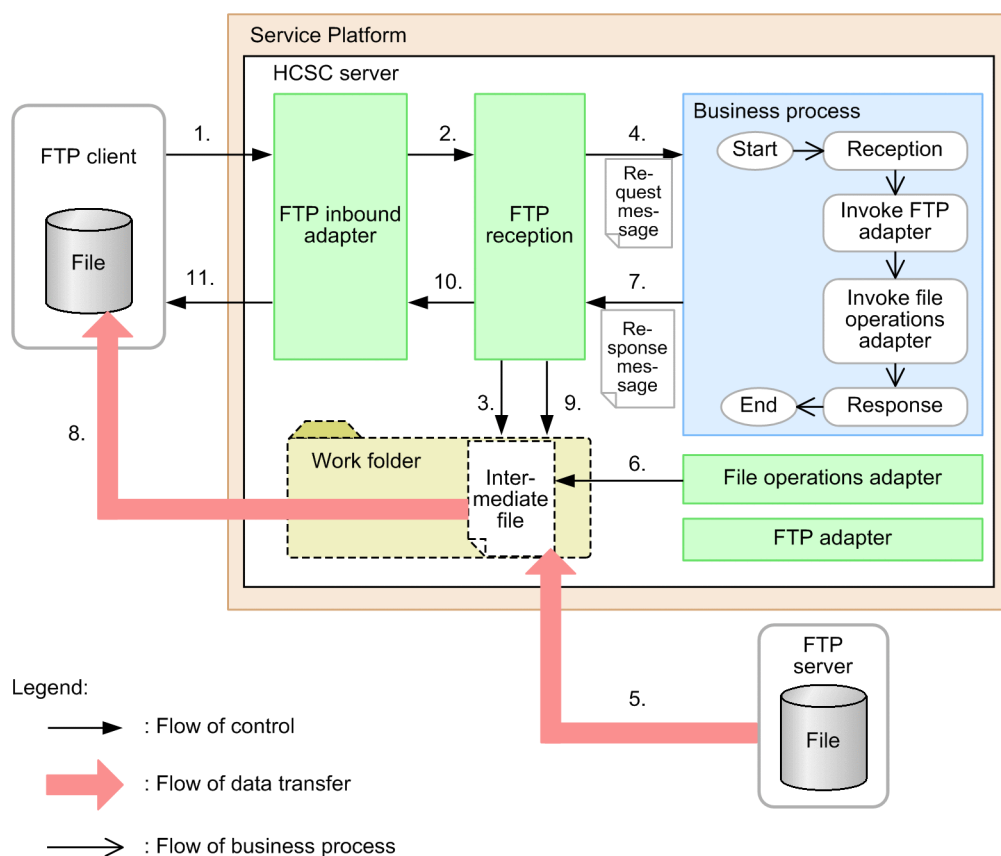 Service Platform
HCSC server
FTP client
File
1.
11.
FTP inbound
adapter
2.
10.
FTP
reception
4.
Re-
quest
mes-
sage
7.
Re-
sponse
mes-
sage
Business process
Start
Reception
Invoke FTP
adapter
Invoke file
operations
adapter
End
Response
3.
9.
8.
Work folder
Inter-
mediate
file
6.
File operations adapter
FTP adapter
5.
FTP
server
File
Legend:
: Flow of control
: Flow of data transfer
: Flow of business process